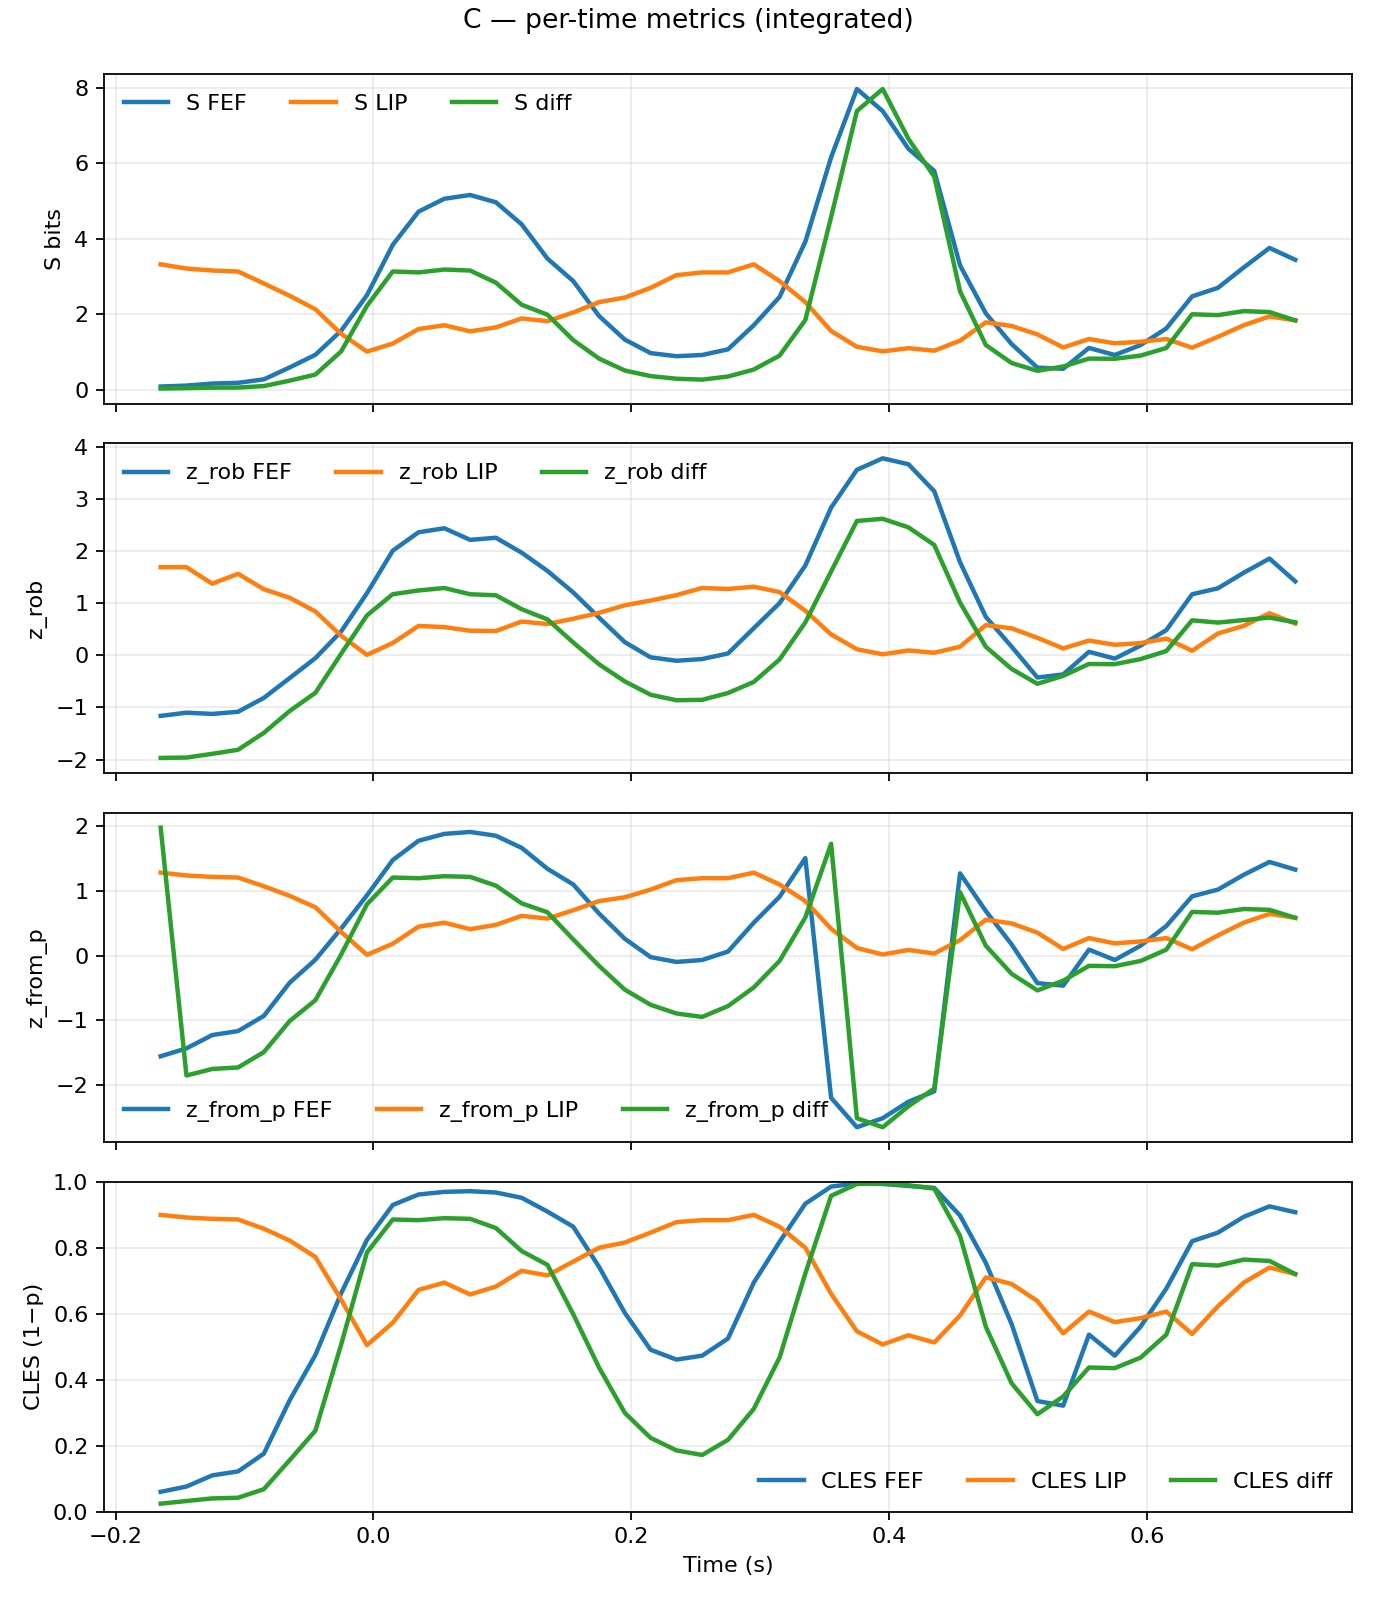 C — per-time metrics (integrated)
S FEF S LIP S diff
8
6
4
2
0
S bits
z_rob FEF z_rob LIP z_rob diff
4
3
2
1
0
−1
−2
z_rob
2
1
0
−1
−2
z_from_p
z_from_p FEF z_from_p LIP z_from_p diff
1.0
0.8
0.6
0.4
0.2
0.0
CLES (1−p)
CLES FEF CLES LIP CLES diff
−0.2 0.0 0.2 0.4 0.6
Time (s)